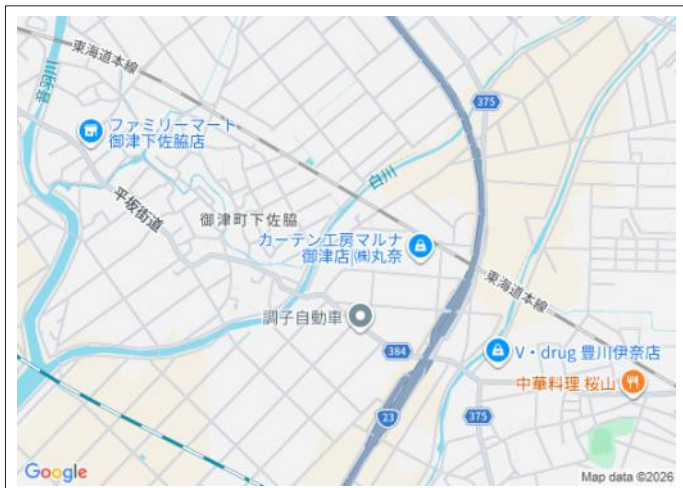 東海道本線
音羽川
ファミリーマート
御津下佐脇店
375
白川
平坂街道
御津町下佐脇
カーテン工房マルナ
御津店|㈱丸奈
東海道本線
調子自動車
384
V・drug 豊川伊奈店
中華料理 桜山
23
375
Google
Map data ©2026